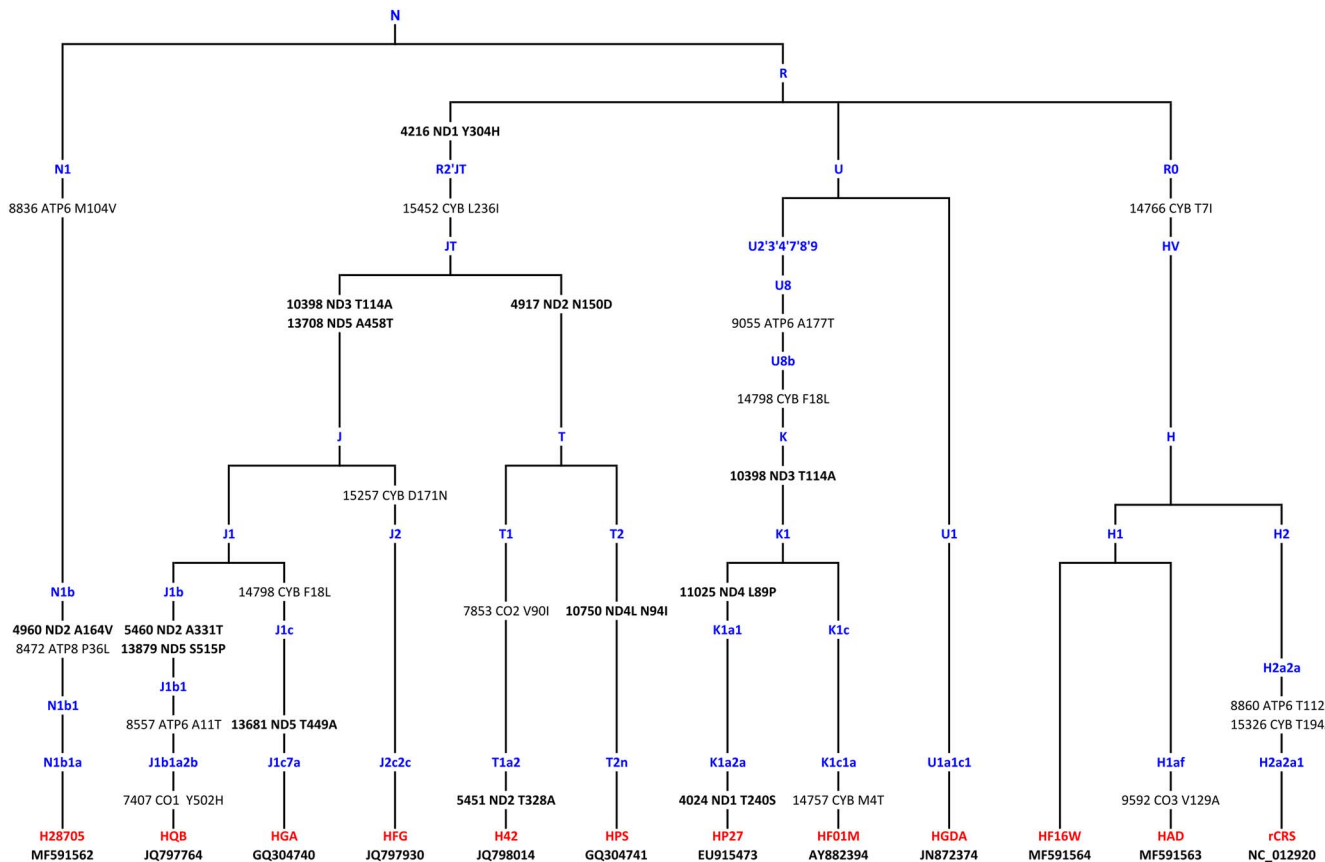 N
R
4216 ND1 Y304H
N1
R2'JT
U
R0
8836 ATP6 M104V
15452 CYB L236I
14766 CYB T7I
JT
U2'3'4'7'8'9
HV
U8
10398 ND3 T114A
4917 ND2 N150D
13708 ND5 A458T
9055 ATP6 A177T
U8b
14798 CYB F18L
J
T
K
H
10398 ND3 T114A
15257 CYB D171N
J1
J2
T1
T2
K1
U1
H1
H2
N1b
J1b
14798 CYB F18L
7853 CO2 V90I
10750 ND4L N94I
11025 ND4 L89P
4960 ND2 A164V
5460 ND2 A331T
J1c
K1a1
K1c
8472 ATP8 P36L
13879 ND5 S515P
H2a2a
J1b1
N1b1
8557 ATP6 A11T
13681 ND5 T449A
8860 ATP6 T112
15326 CYB T194
N1b1a
J1b1a2b
J1c7a
J2c2c
T1a2
T2n
K1a2a
K1c1a
U1a1c1
H1af
H2a2a1
7407 CO1 Y502H
5451 ND2 T328A
4024 ND1 T240S
14757 CYB M4T
9592 CO3 V129A
H28705
HQB
HGA
HFG
H42
HPS
HP27
HF01M
HGDA
HF16W
HAD
rCRS
MF591562
JQ797764
GQ304740
JQ797930
JQ798014
GQ304741
EU915473
AY882394
JN872374
MF591564
MF591563
NC_012920